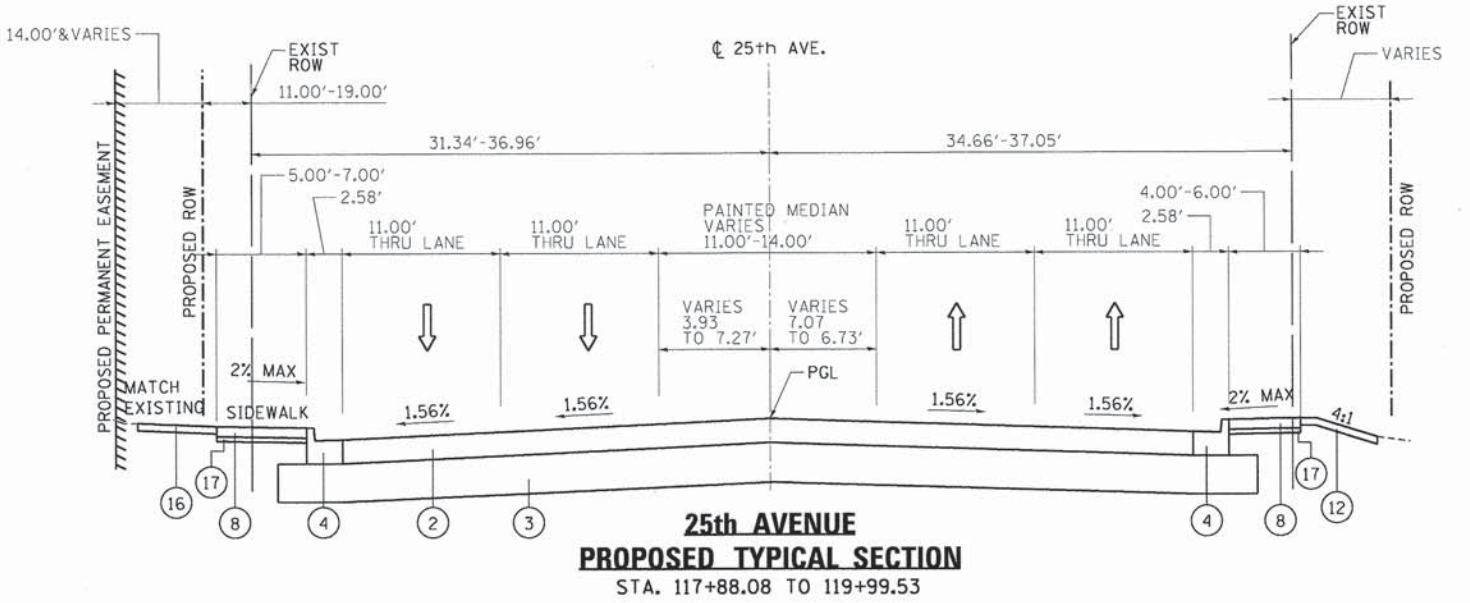 14.00'&VARIES
EXIST
ROW
11.00'-19.00'
℄ 25th AVE.
EXIST
ROW
VARIES
31.34'-36.96'
34.66'-37.05'
PROPOSED PERMANENT EASEMENT
PROPOSED ROW
5.00'-7.00'
2.58'
11.00'
THRU LANE
11.00'
THRU LANE
PAINTED MEDIAN
VARIES
11.00'-14.00'
11.00'
THRU LANE
11.00'
THRU LANE
4.00'-6.00'
2.58'
PROPOSED ROW
VARIES
3.93
TO 7.27'
VARIES
7.07
TO 6.73'
PGL
MATCH
EXISTING
2% MAX
SIDEWALK
1.56%
1.56%
1.56%
1.56%
2% MAX
4:1
16
17
8
4
2
3
4
8
17
12
25th AVENUE
PROPOSED TYPICAL SECTION
STA. 117+88.08 TO 119+99.53